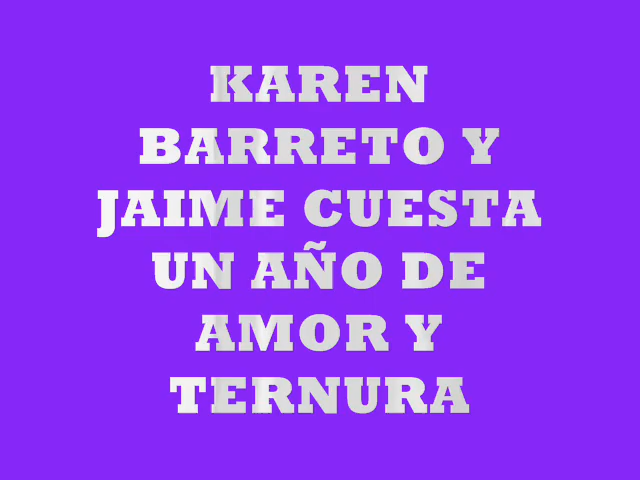 KAREN
BARRETO Y
JAIME CUESTA
UN AÑO DE
AMOR Y
TERNURA